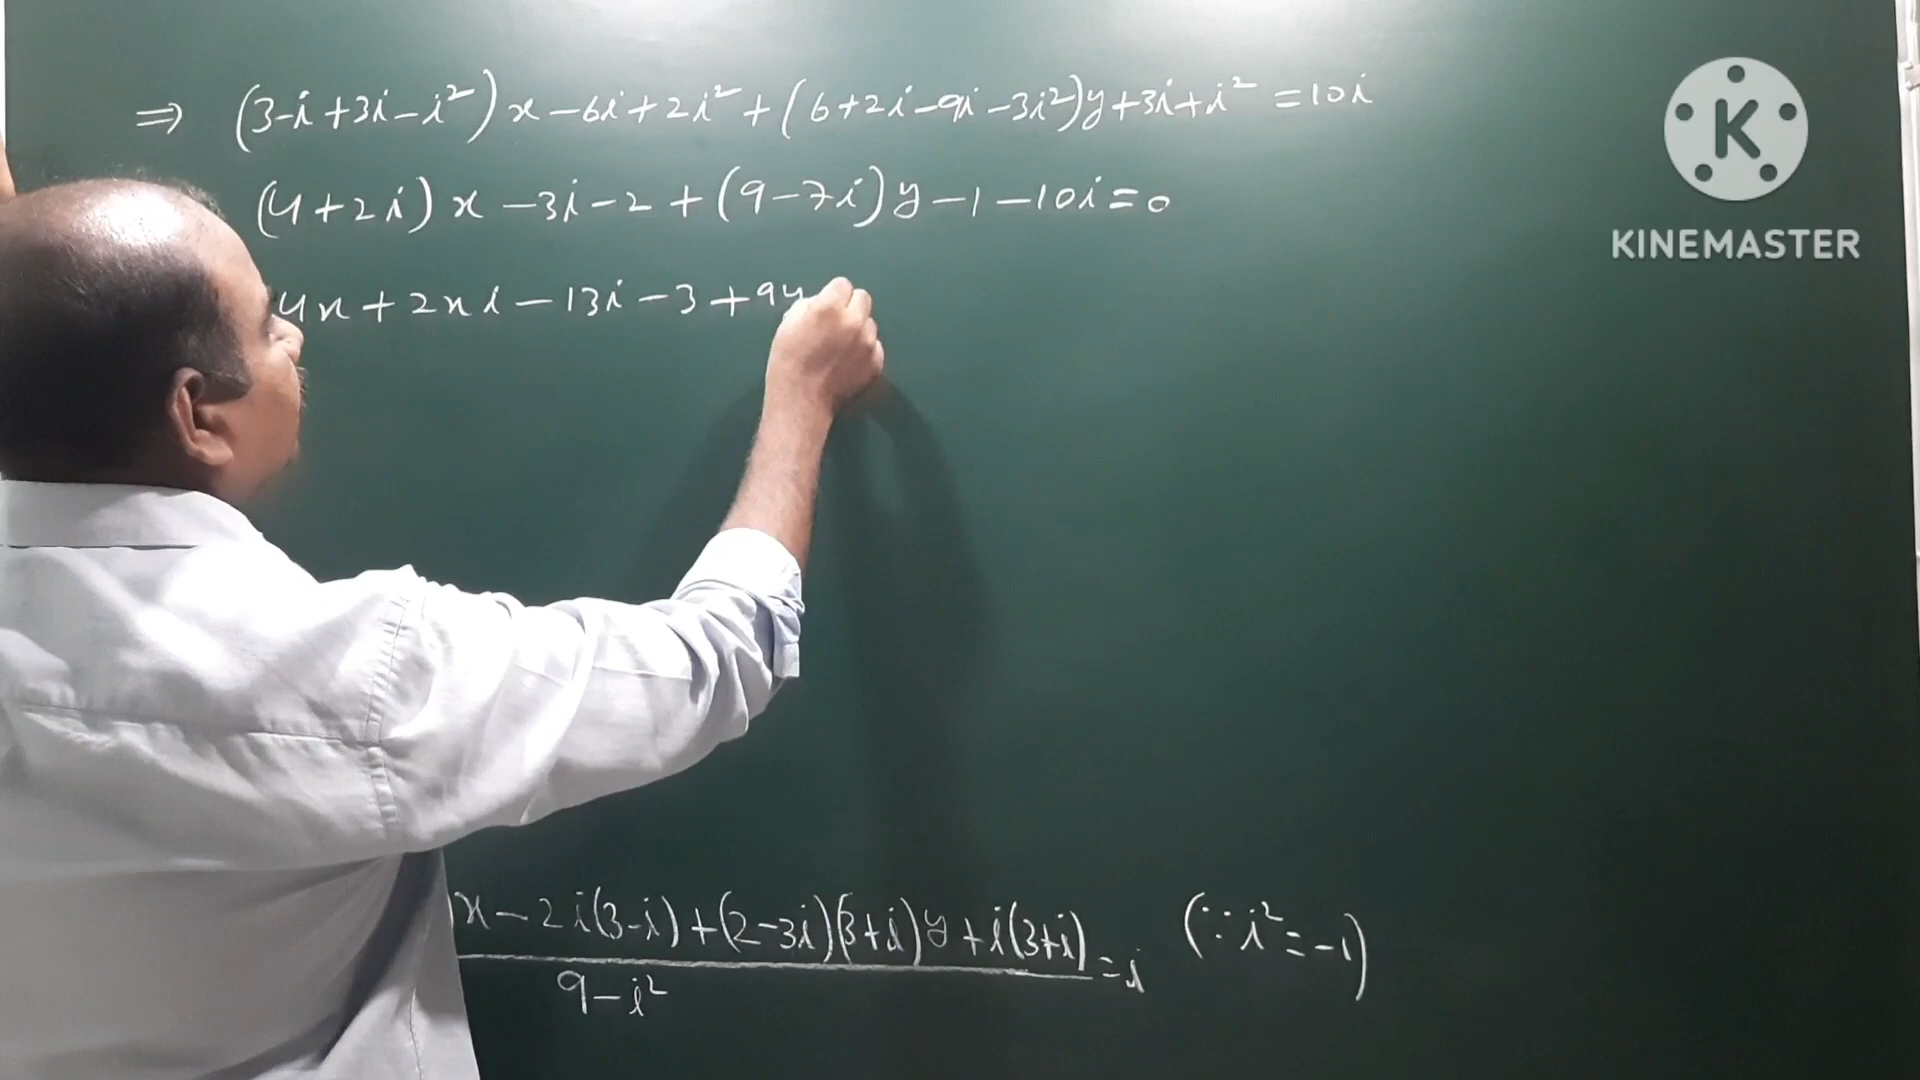 ⇒ (3-i+3i-i²)x-6i+2i²+(6+2i-9i-3i²)y+3i+i²=10i
(4+2i)x-3i-2+(9-7i)y-1-10i=0
4x+2xi-13i-3+9y
x-2i(3-i)+(2-3i)(3+i)y+i(3+i)
=i (∵i²=-1)
9-i²
K
KINEMASTER